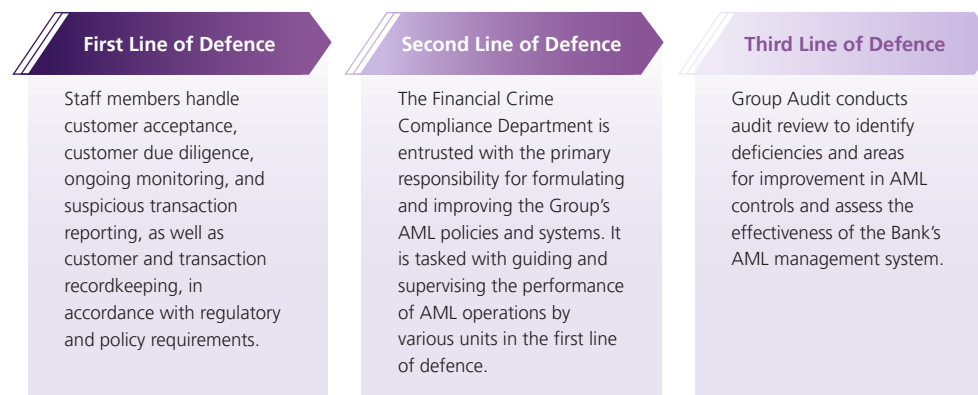 First Line of Defence
Staff members handle
customer acceptance,
customer due diligence,
ongoing monitoring, and
suspicious transaction
reporting, as well as
customer and transaction
recordkeeping, in
accordance with regulatory
and policy requirements.
Second Line of Defence
The Financial Crime
Compliance Department is
entrusted with the primary
responsibility for formulating
and improving the Group’s
AML policies and systems. It
is tasked with guiding and
supervising the performance
of AML operations by
various units in the first line
of defence.
Third Line of Defence
Group Audit conducts
audit review to identify
deficiencies and areas
for improvement in AML
controls and assess the
effectiveness of the Bank’s
AML management system.